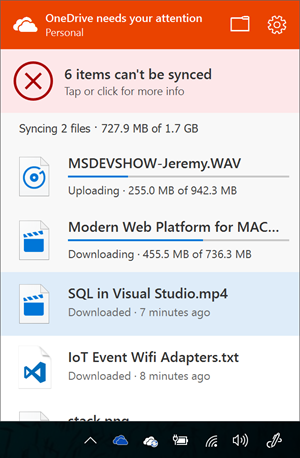 OneDrive needs your attention
Personal
6 items can't be synced
Tap or click for more info
Syncing 2 files · 727.9 MB of 1.7 GB
MSDEVSHOW-Jeremy.WAV
Uploading · 255.0 MB of 942.3 MB
Modern Web Platform for MAC...
Downloading · 455.5 MB of 736.3 MB
SQL in Visual Studio.mp4
Downloaded · 7 minutes ago
IoT Event Wifi Adapters.txt
Downloaded · 8 minutes ago
stack.png